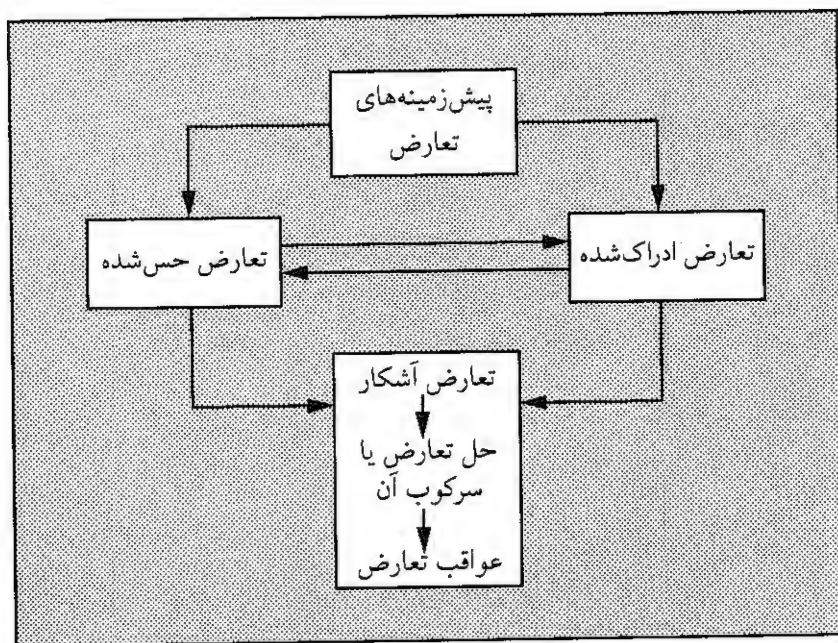 پیش‌زمینه‌های
تعارض
تعارض ادراک‌شده
تعارض حس‌شده
تعارض آشکار
حل تعارض یا
سرکوب آن
عواقب تعارض